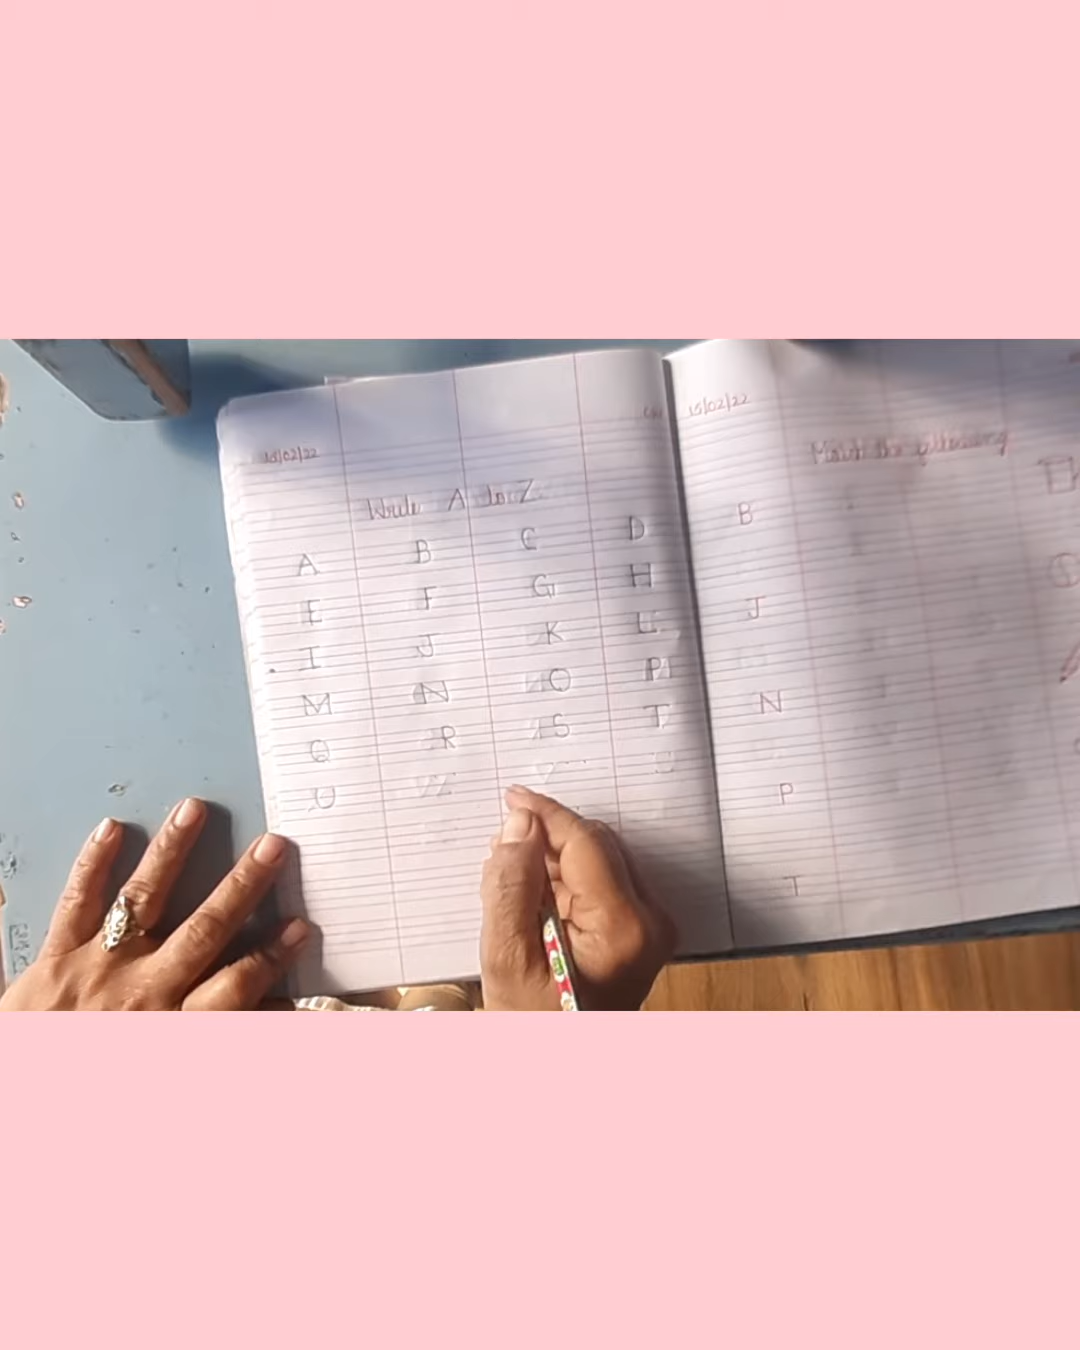 15/02/22
Write A to Z.
A B C D
E F G H
I J K L
M N O P
Q R S T
U
15/02/22
Match the following
B
J
N
P
T